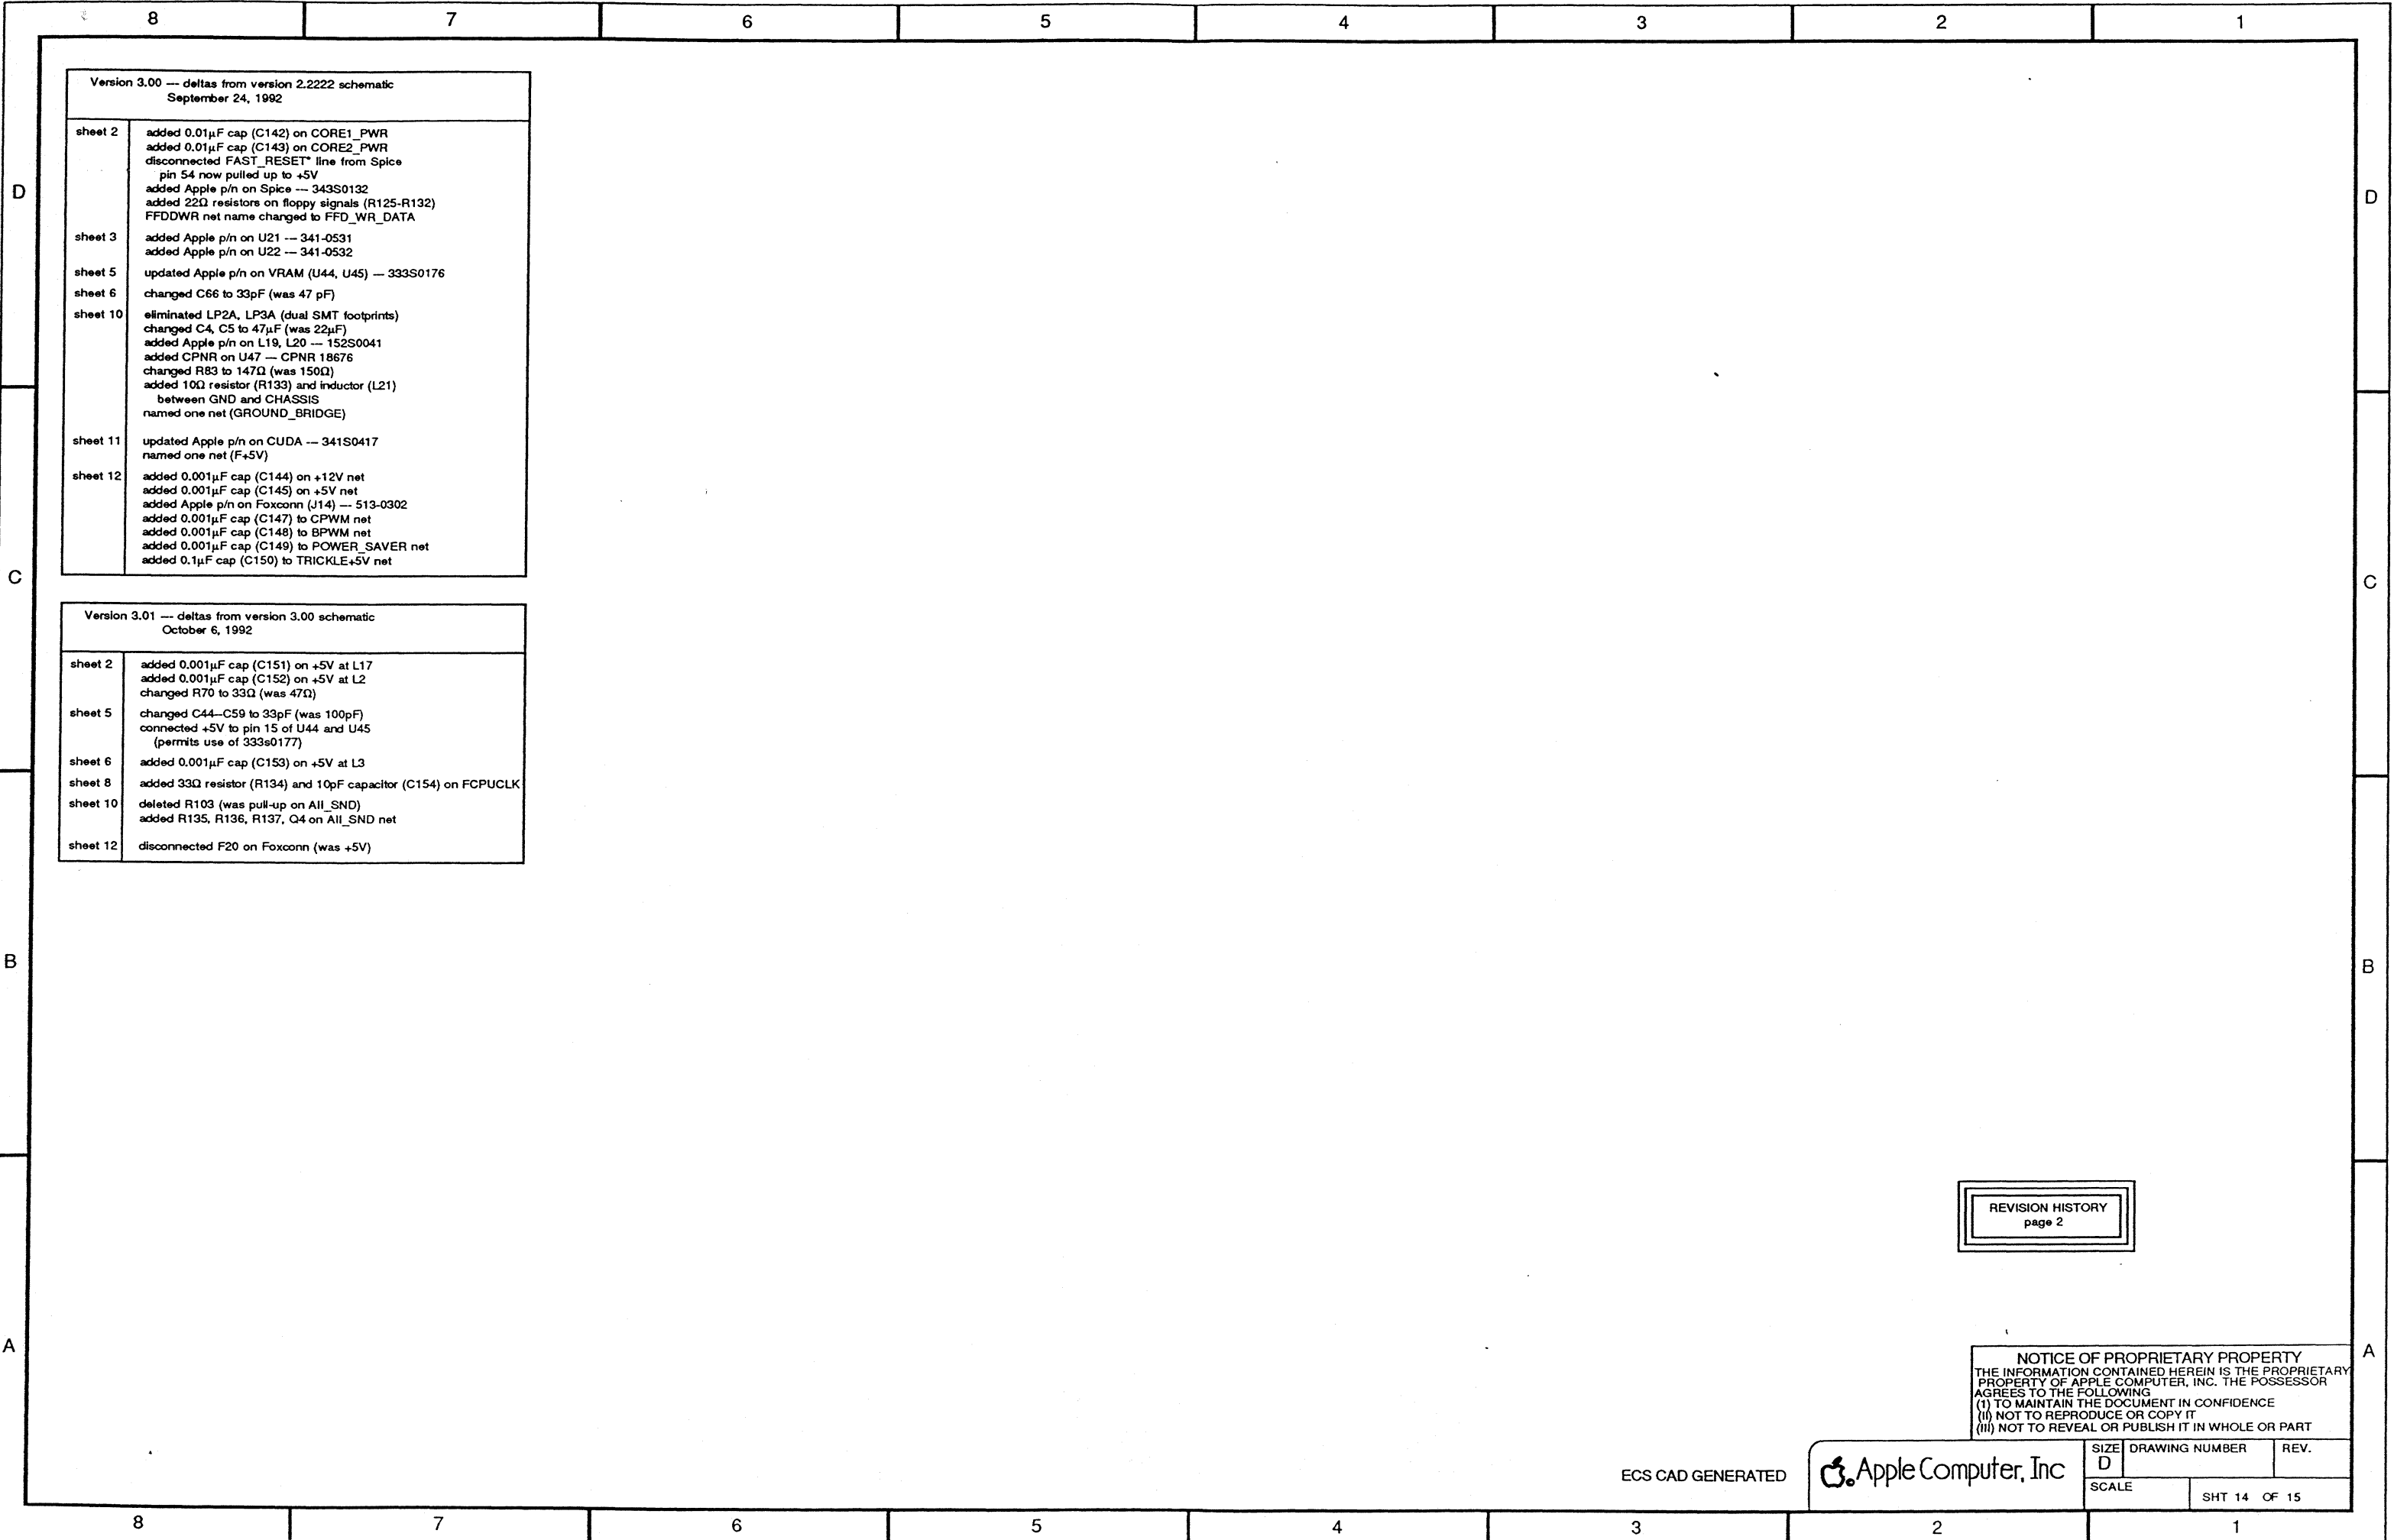 8 7 6 5 4 3 2 1
Version 3.00 --- deltas from version 2.2222 schematic
September 24, 1992
sheet 2 added 0.01µF cap (C142) on CORE1_PWR
added 0.01µF cap (C143) on CORE2_PWR
disconnected FAST_RESET* line from Spice
pin 54 now pulled up to +5V
added Apple p/n on Spice --- 343S0132
added 22Ω resistors on floppy signals (R125-R132)
FFDDWR net name changed to FFD_WR_DATA
sheet 3 added Apple p/n on U21 --- 341-0531
added Apple p/n on U22 --- 341-0532
sheet 5 updated Apple p/n on VRAM (U44, U45) --- 333S0176
sheet 6 changed C66 to 33pF (was 47 pF)
sheet 10 eliminated LP2A, LP3A (dual SMT footprints)
changed C4, C5 to 47µF (was 22µF)
added Apple p/n on L19, L20 --- 152S0041
added CPNR on U47 --- CPNR 18676
changed R83 to 147Ω (was 150Ω)
added 10Ω resistor (R133) and inductor (L21)
between GND and CHASSIS
named one net (GROUND_BRIDGE)
sheet 11 updated Apple p/n on CUDA --- 341S0417
named one net (F+5V)
sheet 12 added 0.001µF cap (C144) on +12V net
added 0.001µF cap (C145) on +5V net
added Apple p/n on Foxconn (J14) --- 513-0302
added 0.001µF cap (C147) to CPWM net
added 0.001µF cap (C148) to BPWM net
added 0.001µF cap (C149) to POWER_SAVER net
added 0.1µF cap (C150) to TRICKLE+5V net
Version 3.01 --- deltas from version 3.00 schematic
October 6, 1992
sheet 2 added 0.001µF cap (C151) on +5V at L17
added 0.001µF cap (C152) on +5V at L2
changed R70 to 33Ω (was 47Ω)
sheet 5 changed C44--C59 to 33pF (was 100pF)
connected +5V to pin 15 of U44 and U45
(permits use of 333s0177)
sheet 6 added 0.001µF cap (C153) on +5V at L3
sheet 8 added 33Ω resistor (R134) and 10pF capacitor (C154) on FCPUCLK
sheet 10 deleted R103 (was pull-up on AII_SND)
added R135, R136, R137, Q4 on AII_SND net
sheet 12 disconnected F20 on Foxconn (was +5V)
D D
C C
B B
A A
REVISION HISTORY
page 2
NOTICE OF PROPRIETARY PROPERTY
THE INFORMATION CONTAINED HEREIN IS THE PROPRIETARY
PROPERTY OF APPLE COMPUTER, INC. THE POSSESSOR
AGREES TO THE FOLLOWING
(1) TO MAINTAIN THE DOCUMENT IN CONFIDENCE
(II) NOT TO REPRODUCE OR COPY IT
(III) NOT TO REVEAL OR PUBLISH IT IN WHOLE OR PART
ECS CAD GENERATED
Apple Computer, Inc
SIZE DRAWING NUMBER REV.
D
SCALE
SHT 14 OF 15
8 7 6 5 4 3 2 1